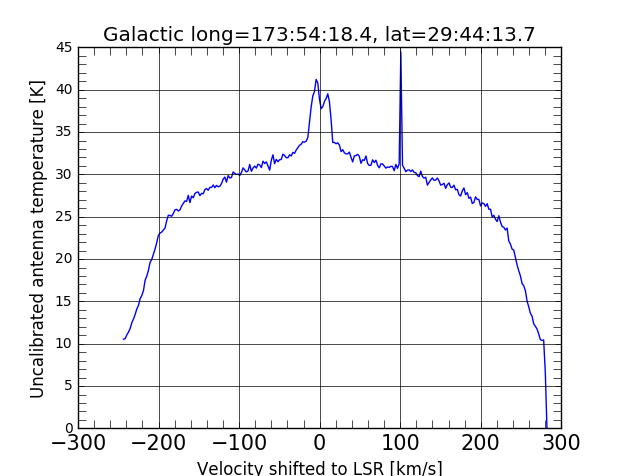 Galactic long=173:54:18.4, lat=29:44:13.7
Uncalibrated antenna temperature [K]
45
40
35
30
25
20
15
10
5
0
−300 −200 −100 0 100 200 300
Velocity shifted to LSR [km/s]